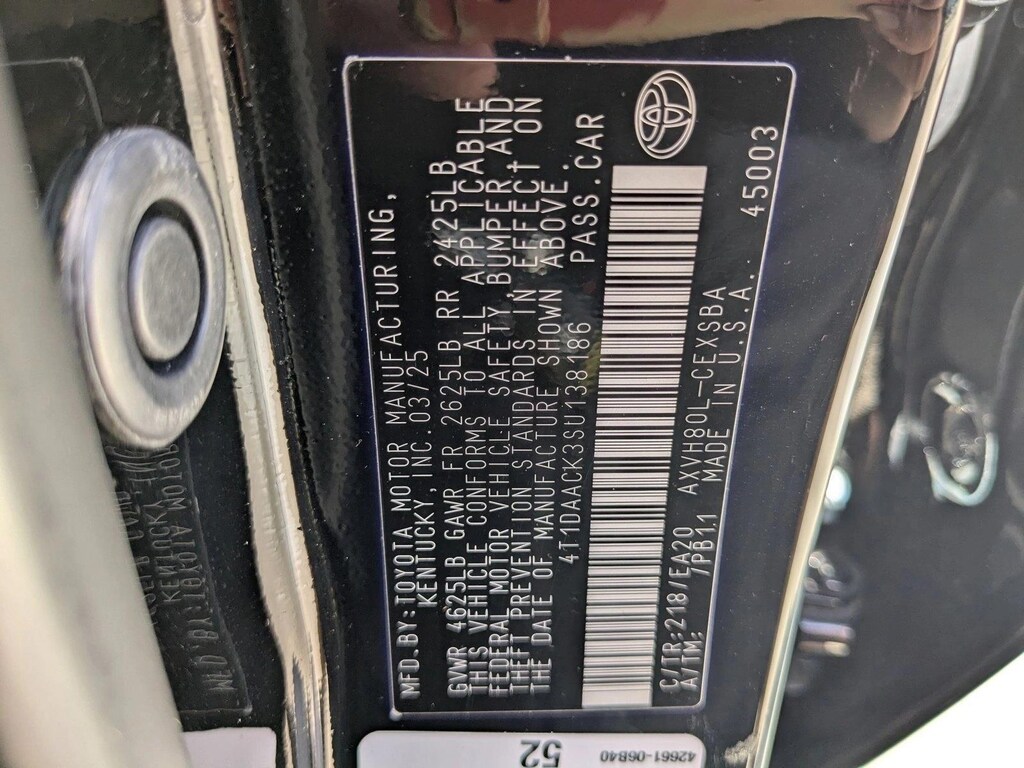 MFD.BY:TOYOTA MOTOR MANUFACTURING,
KENTUCKY, INC. 03/25
GVWR 4625LB GAWR FR 2625LB RR 2425LB
THIS VEHICLE CONFORMS TO ALL APPLICABLE
FEDERAL MOTOR VEHICLE SAFETY, BUMPER, AND
THEFT PREVENTION STANDARDS IN EFFECT ON
THE DATE OF MANUFACTURE SHOWN ABOVE.
4T1DAACK3SU138486 PASS.CAR
C/TR:218/EA20 AXVH80L-CEXSBA
A/TM: /PB11 MADE IN U.S.A. 45003
52
42661-06B40